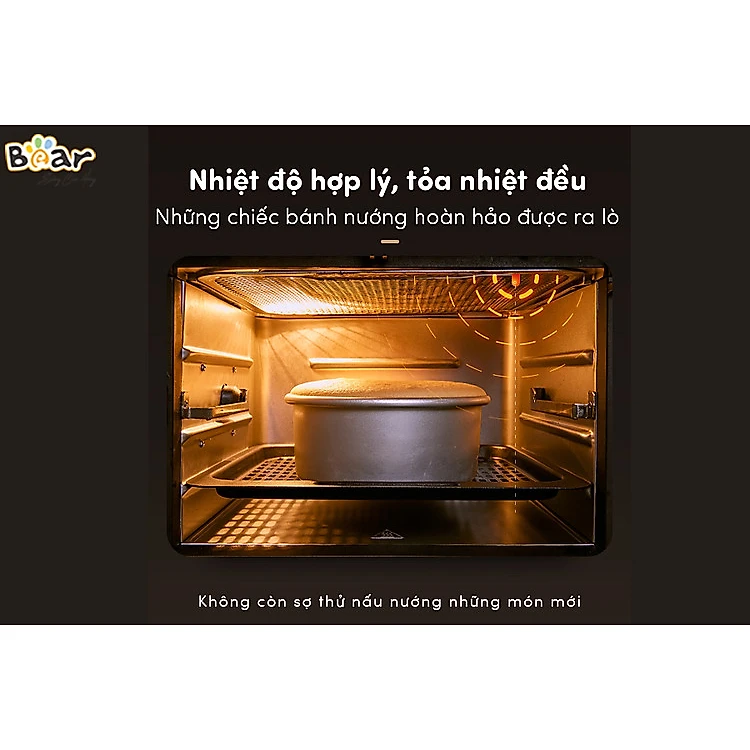 Bear
Nhiệt độ hợp lý, tỏa nhiệt đều
Những chiếc bánh nướng hoàn hảo được ra lò
Không còn sợ thử nấu nướng những món mới